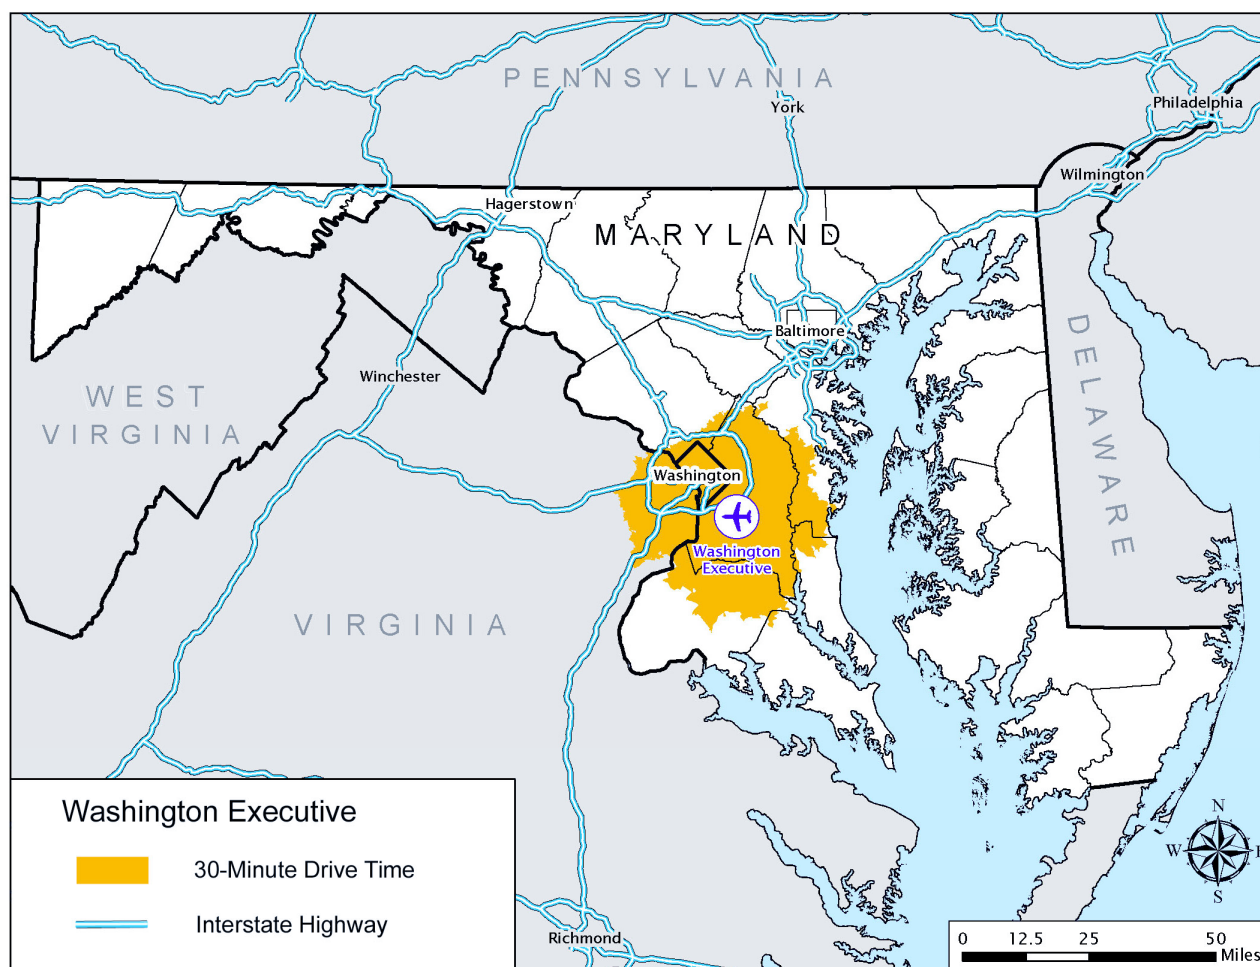 PENNSYLVANIA
York
Philadelphia
Wilmington
Hagerstown
MARYLAND
Baltimore
DELAWARE
Winchester
WEST
VIRGINIA
Washington
Washington
Executive
VIRGINIA
Richmond
Washington Executive
30-Minute Drive Time
Interstate Highway
N
W
E
S
0 12.5 25 50
Miles